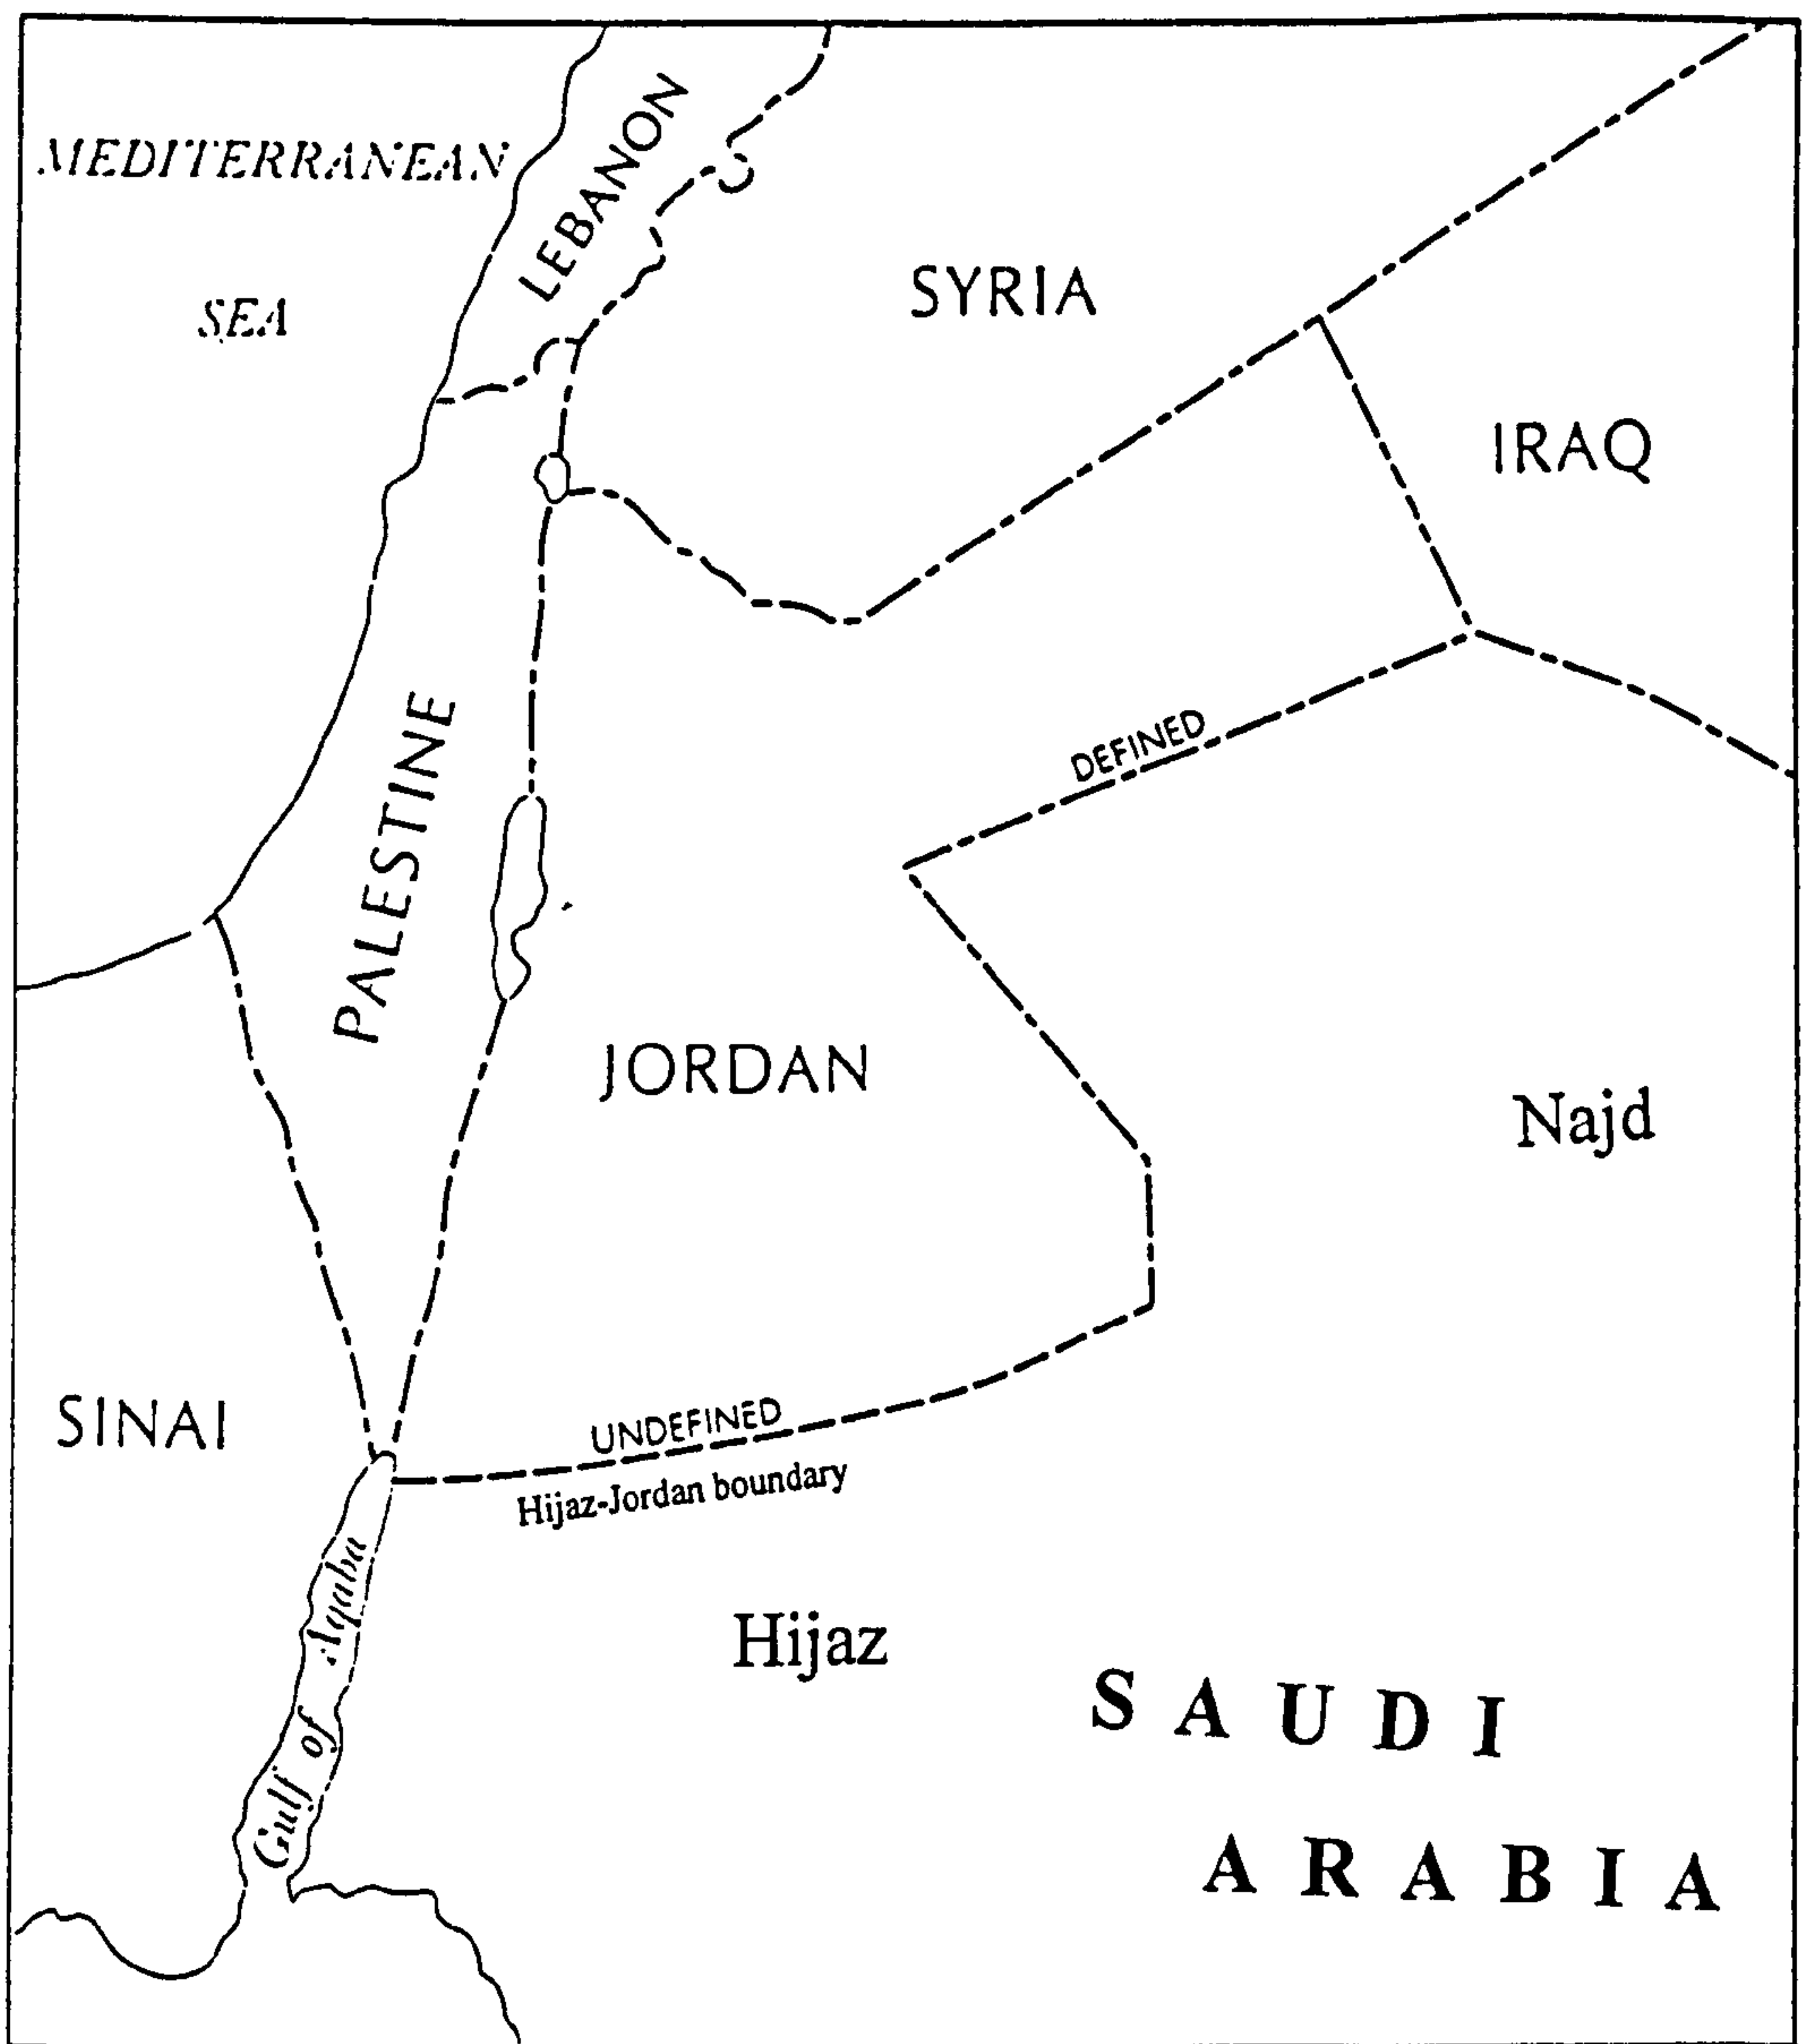 MEDITERRANEAN
SEA
LEBANON
SYRIA
IRAQ
DEFINED
PALESTINE
JORDAN
Najd
SINAI
UNDEFINED
Hijaz-Jordan boundary
Gulf of Aqaba
Hijaz
SAUDI
ARABIA